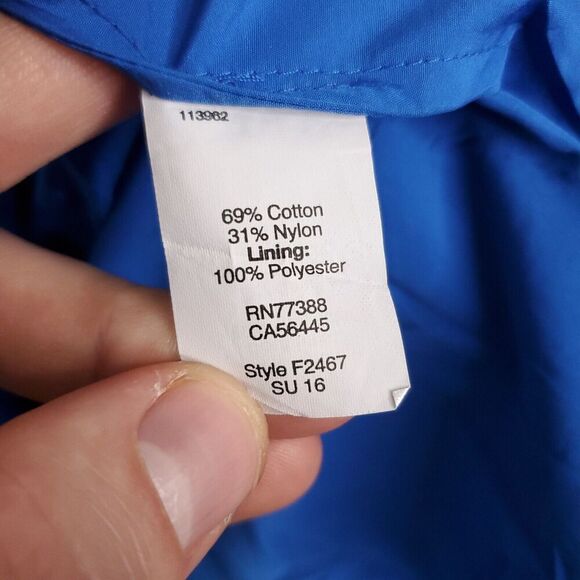 113962
69% Cotton
31% Nylon
Lining:
100% Polyester
RN77388
CA56445
Style F2467
SU 16